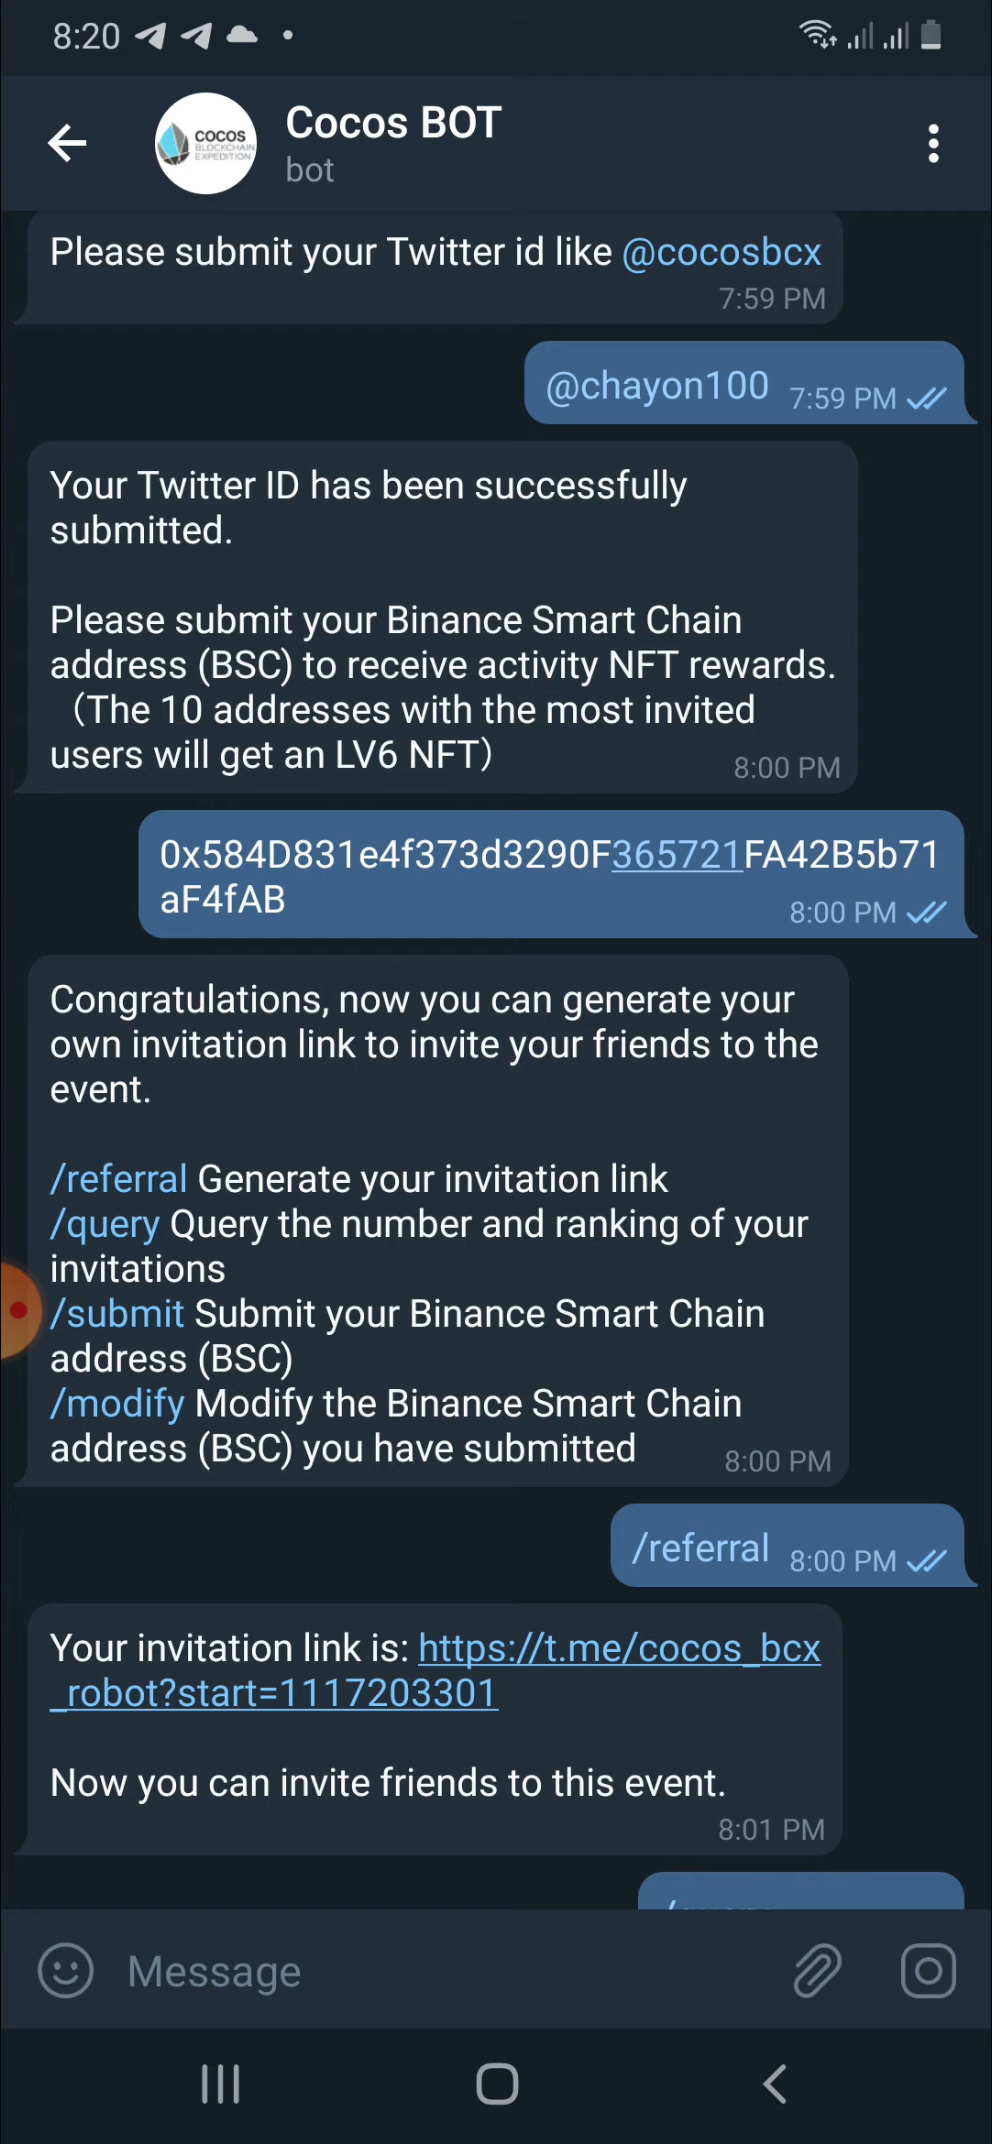 8:20
COCOS
BLOCKCHAIN
EXPEDITION
Cocos BOT
bot
Please submit your Twitter id like @cocosbcx
7:59 PM
@chayon100 7:59 PM
Your Twitter ID has been successfully
submitted.
Please submit your Binance Smart Chain
address (BSC) to receive activity NFT rewards.
（The 10 addresses with the most invited
users will get an LV6 NFT）
8:00 PM
0x584D831e4f373d3290F365721FA42B5b71
aF4fAB
8:00 PM
Congratulations, now you can generate your
own invitation link to invite your friends to the
event.
/referral Generate your invitation link
/query Query the number and ranking of your
invitations
/submit Submit your Binance Smart Chain
address (BSC)
/modify Modify the Binance Smart Chain
address (BSC) you have submitted
8:00 PM
/referral 8:00 PM
Your invitation link is: https://t.me/cocos_bcx
_robot?start=1117203301
Now you can invite friends to this event.
8:01 PM
Message